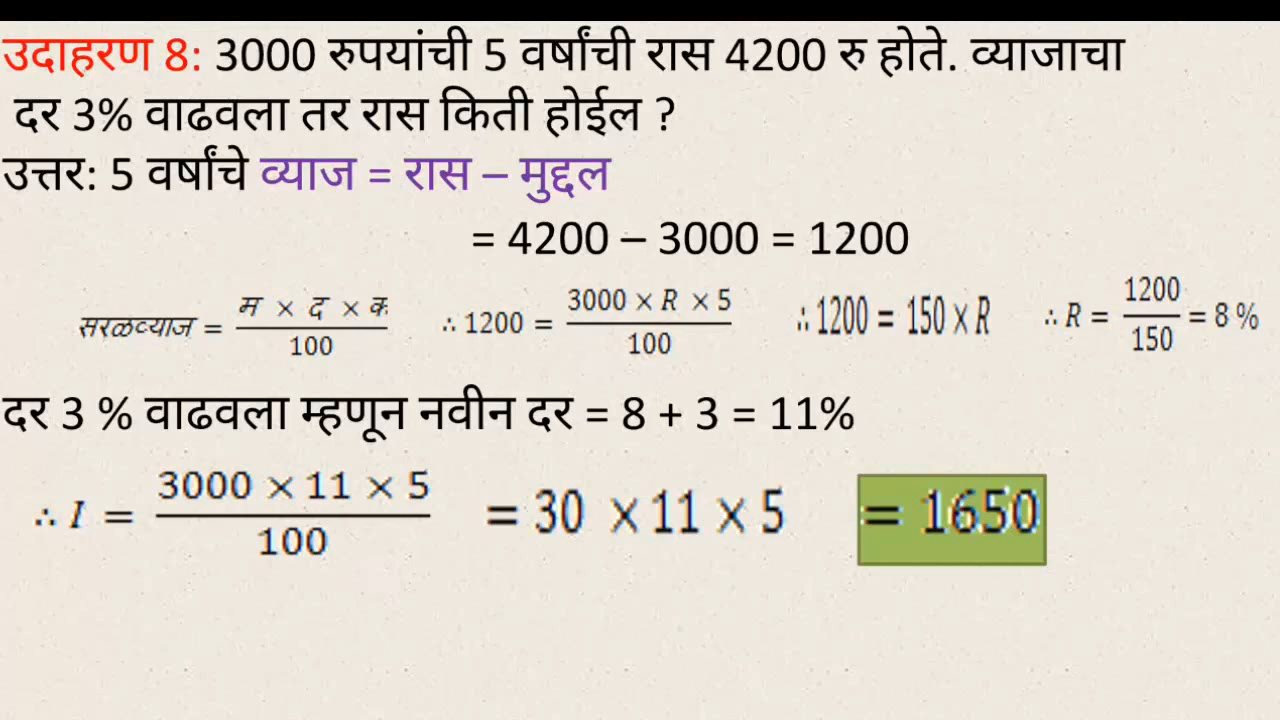 उदाहरण 8: 3000 रुपयांची 5 वर्षांची रास 4200 रु होते. व्याजाचा
दर 3% वाढवला तर रास किती होईल ?
उत्तर: 5 वर्षांचे व्याज = रास – मुद्दल
= 4200 – 3000 = 1200
सरळव्याज = म × द × क / 100 ∴ 1200 = 3000 × R × 5 / 100 ∴ 1200 = 150 × R ∴ R = 1200 / 150 = 8 %
दर 3 % वाढवला म्हणून नवीन दर = 8 + 3 = 11%
∴ I = 3000 × 11 × 5 / 100 = 30 × 11 × 5 = 1650